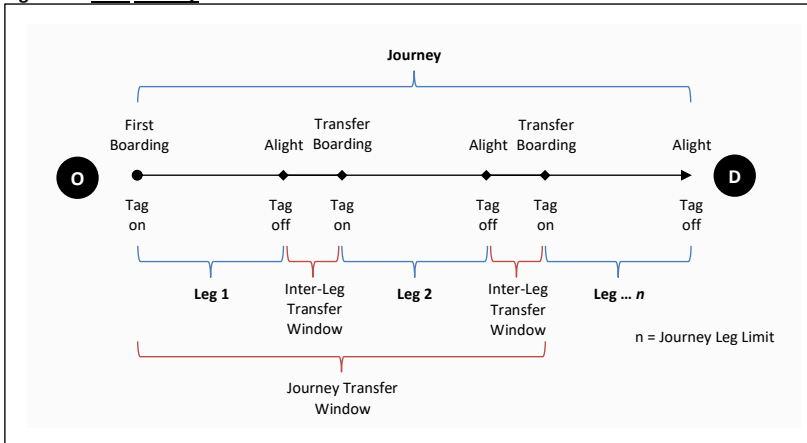 Journey
First
Boarding
Alight
Transfer
Boarding
Alight
Transfer
Boarding
Alight
O
D
Tag
on
Tag
off
Tag
on
Tag
off
Tag
on
Tag
off
Leg 1
Inter-Leg
Transfer
Window
Leg 2
Inter-Leg
Transfer
Window
Leg … n
n = Journey Leg Limit
Journey Transfer
Window